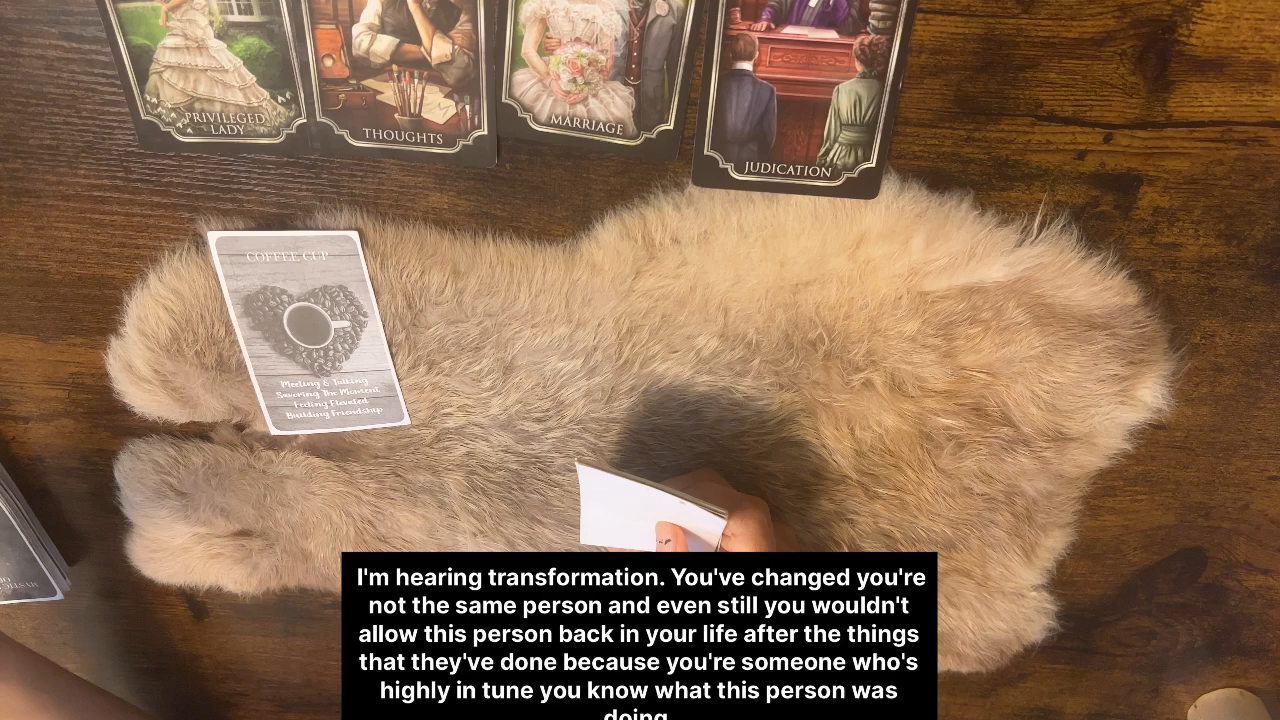 PRIVILEGED
LADY
THOUGHTS
MARRIAGE
JUDICATION
COFFEE CUP
Meeting & Talking
Savoring The Moment
Feeling Elevated
Building Friendship
I'm hearing transformation. You've changed you're
not the same person and even still you wouldn't
allow this person back in your life after the things
that they've done because you're someone who's
highly in tune you know what this person was
doing